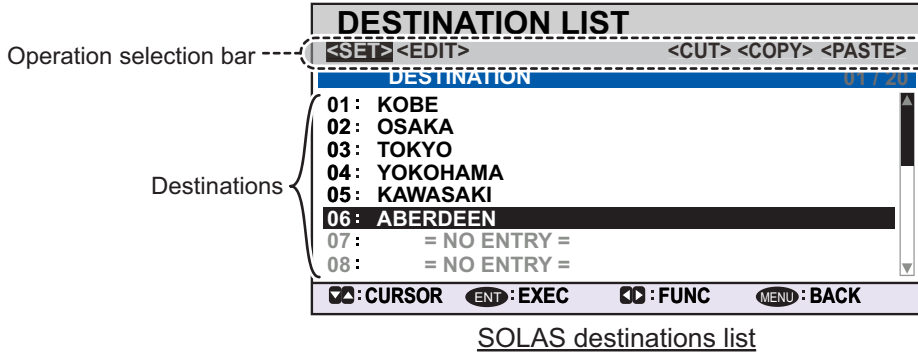 DESTINATION LIST
Operation selection bar <SET> <EDIT> <CUT> <COPY> <PASTE>
DESTINATION 01 / 20
01: KOBE
02: OSAKA
03: TOKYO
04: YOKOHAMA
Destinations
05: KAWASAKI
06: ABERDEEN
07: = NO ENTRY =
08: = NO ENTRY =
▼▲:CURSOR ENT:EXEC ◀▶:FUNC MENU:BACK
SOLAS destinations list